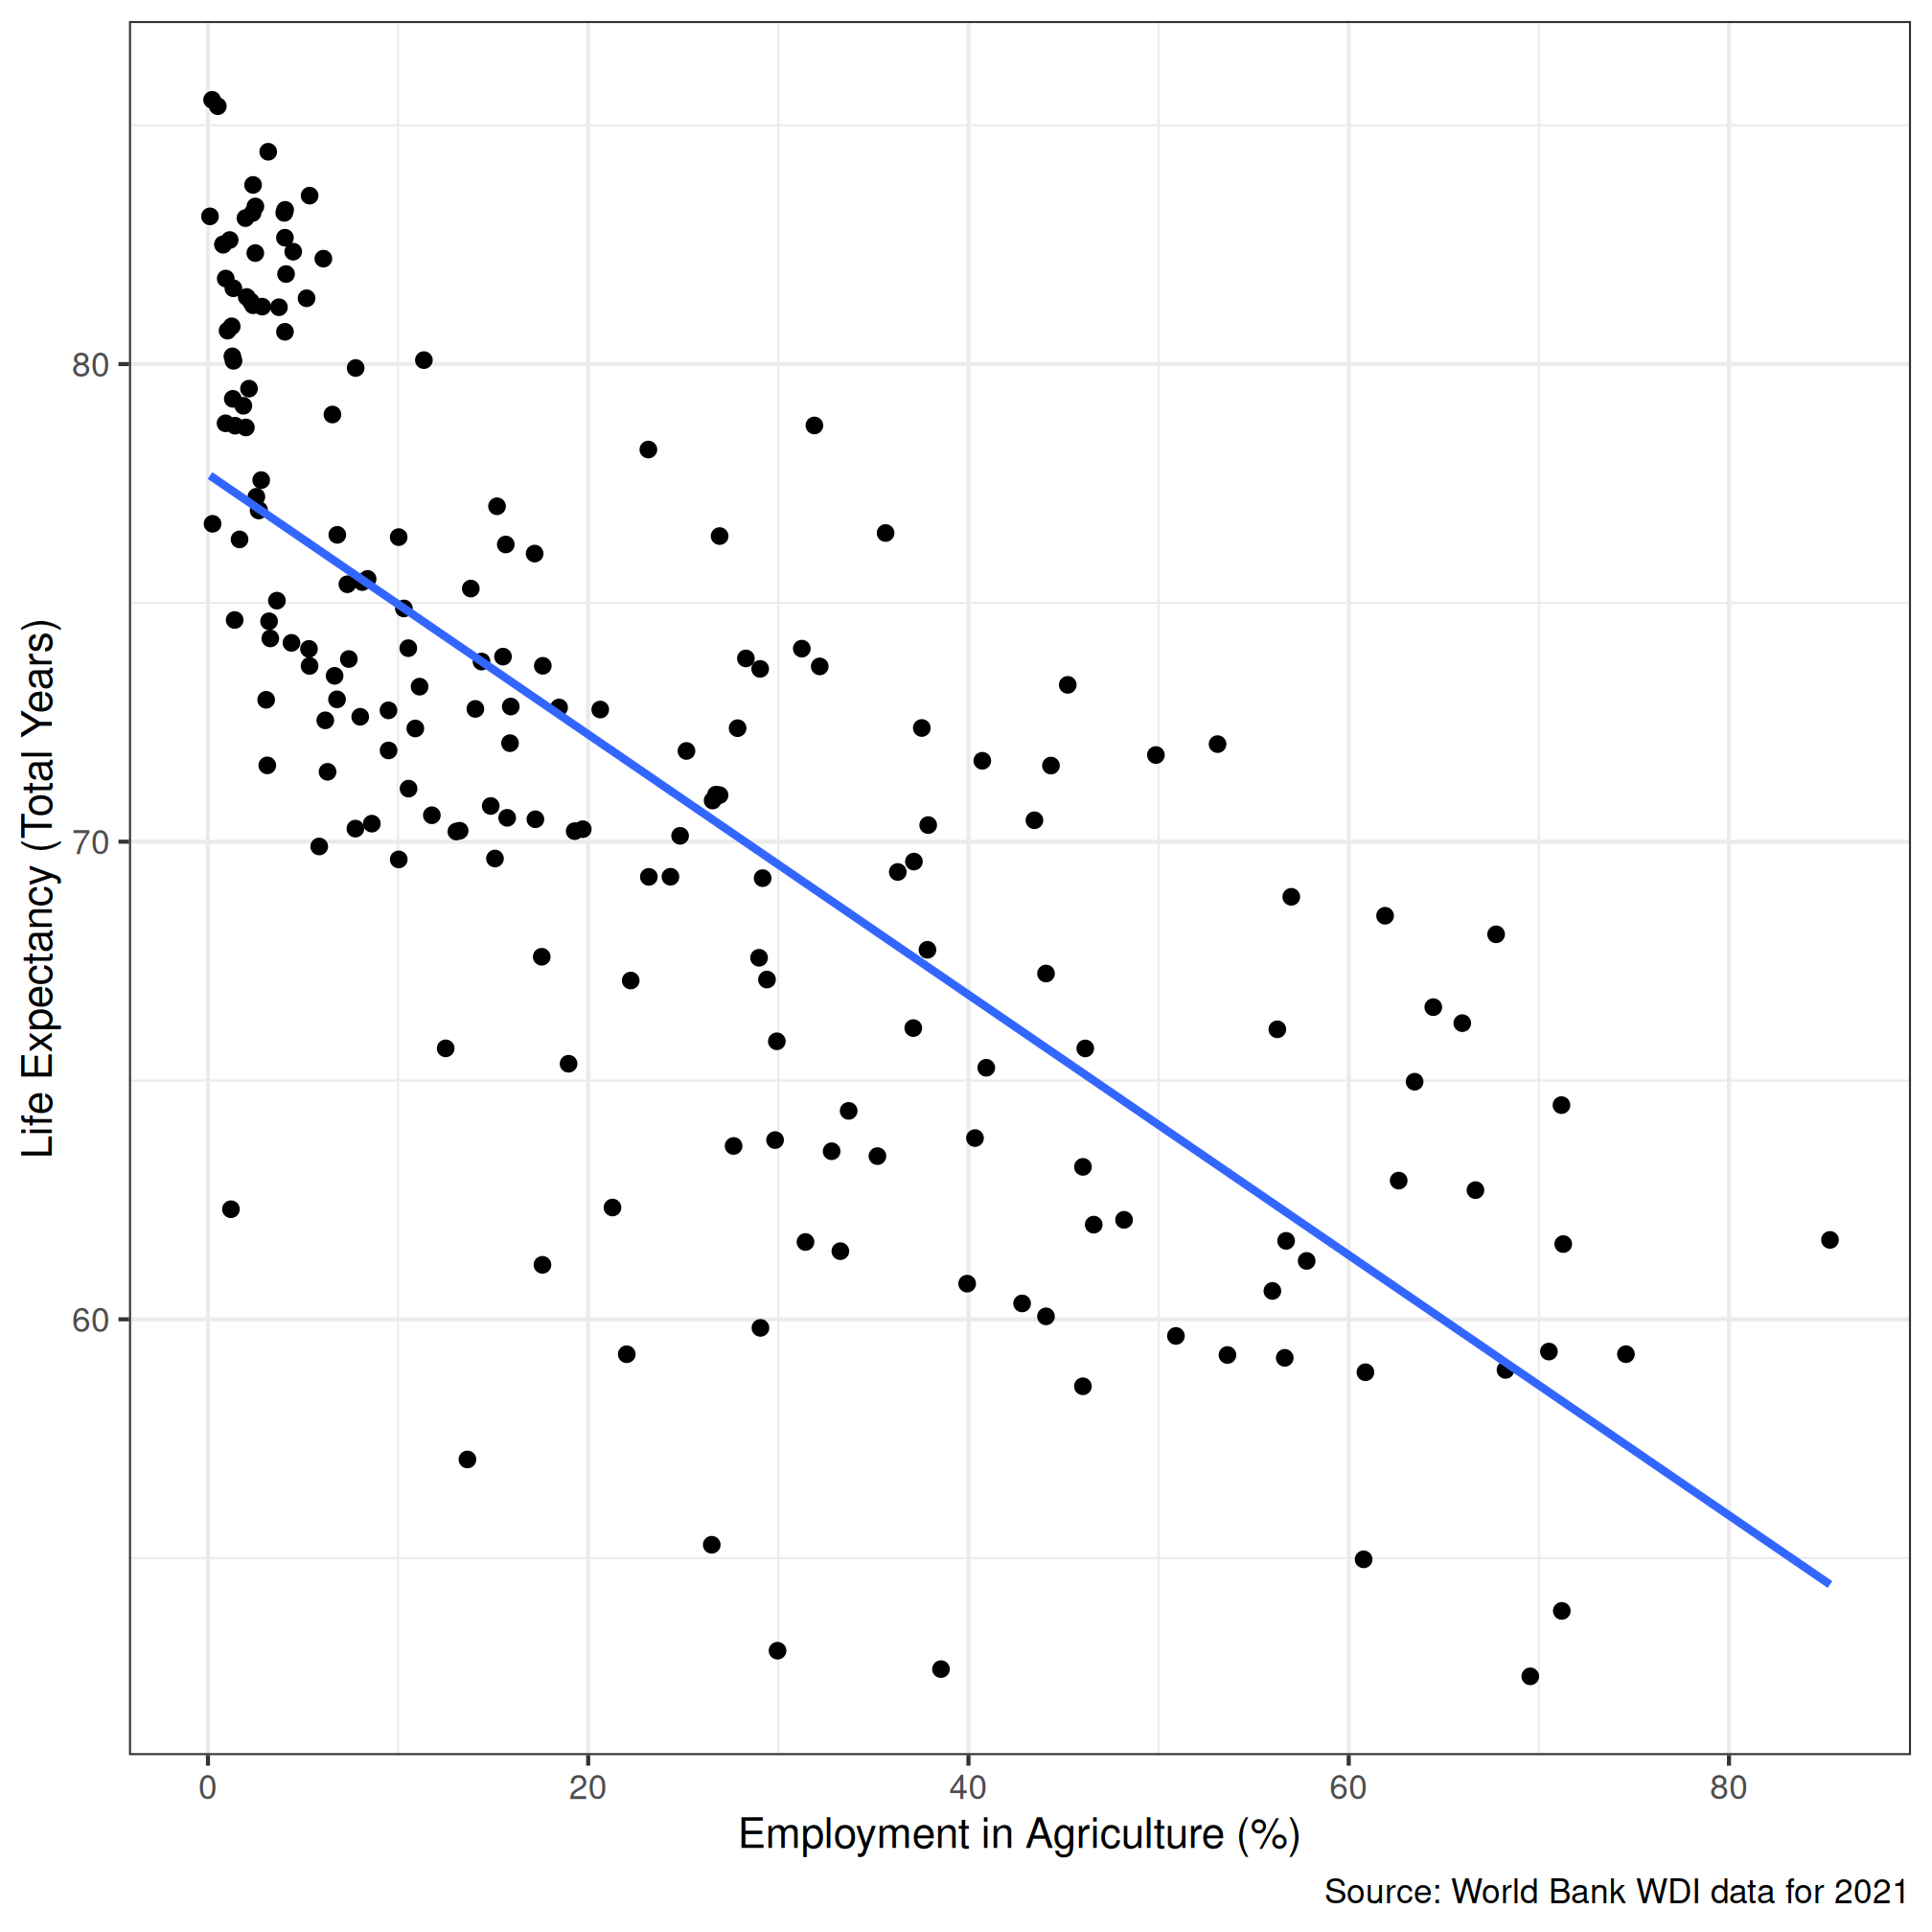 Life Expectancy (Total Years)
80
70
60
0 20 40 60 80
Employment in Agriculture (%)
Source: World Bank WDI data for 2021